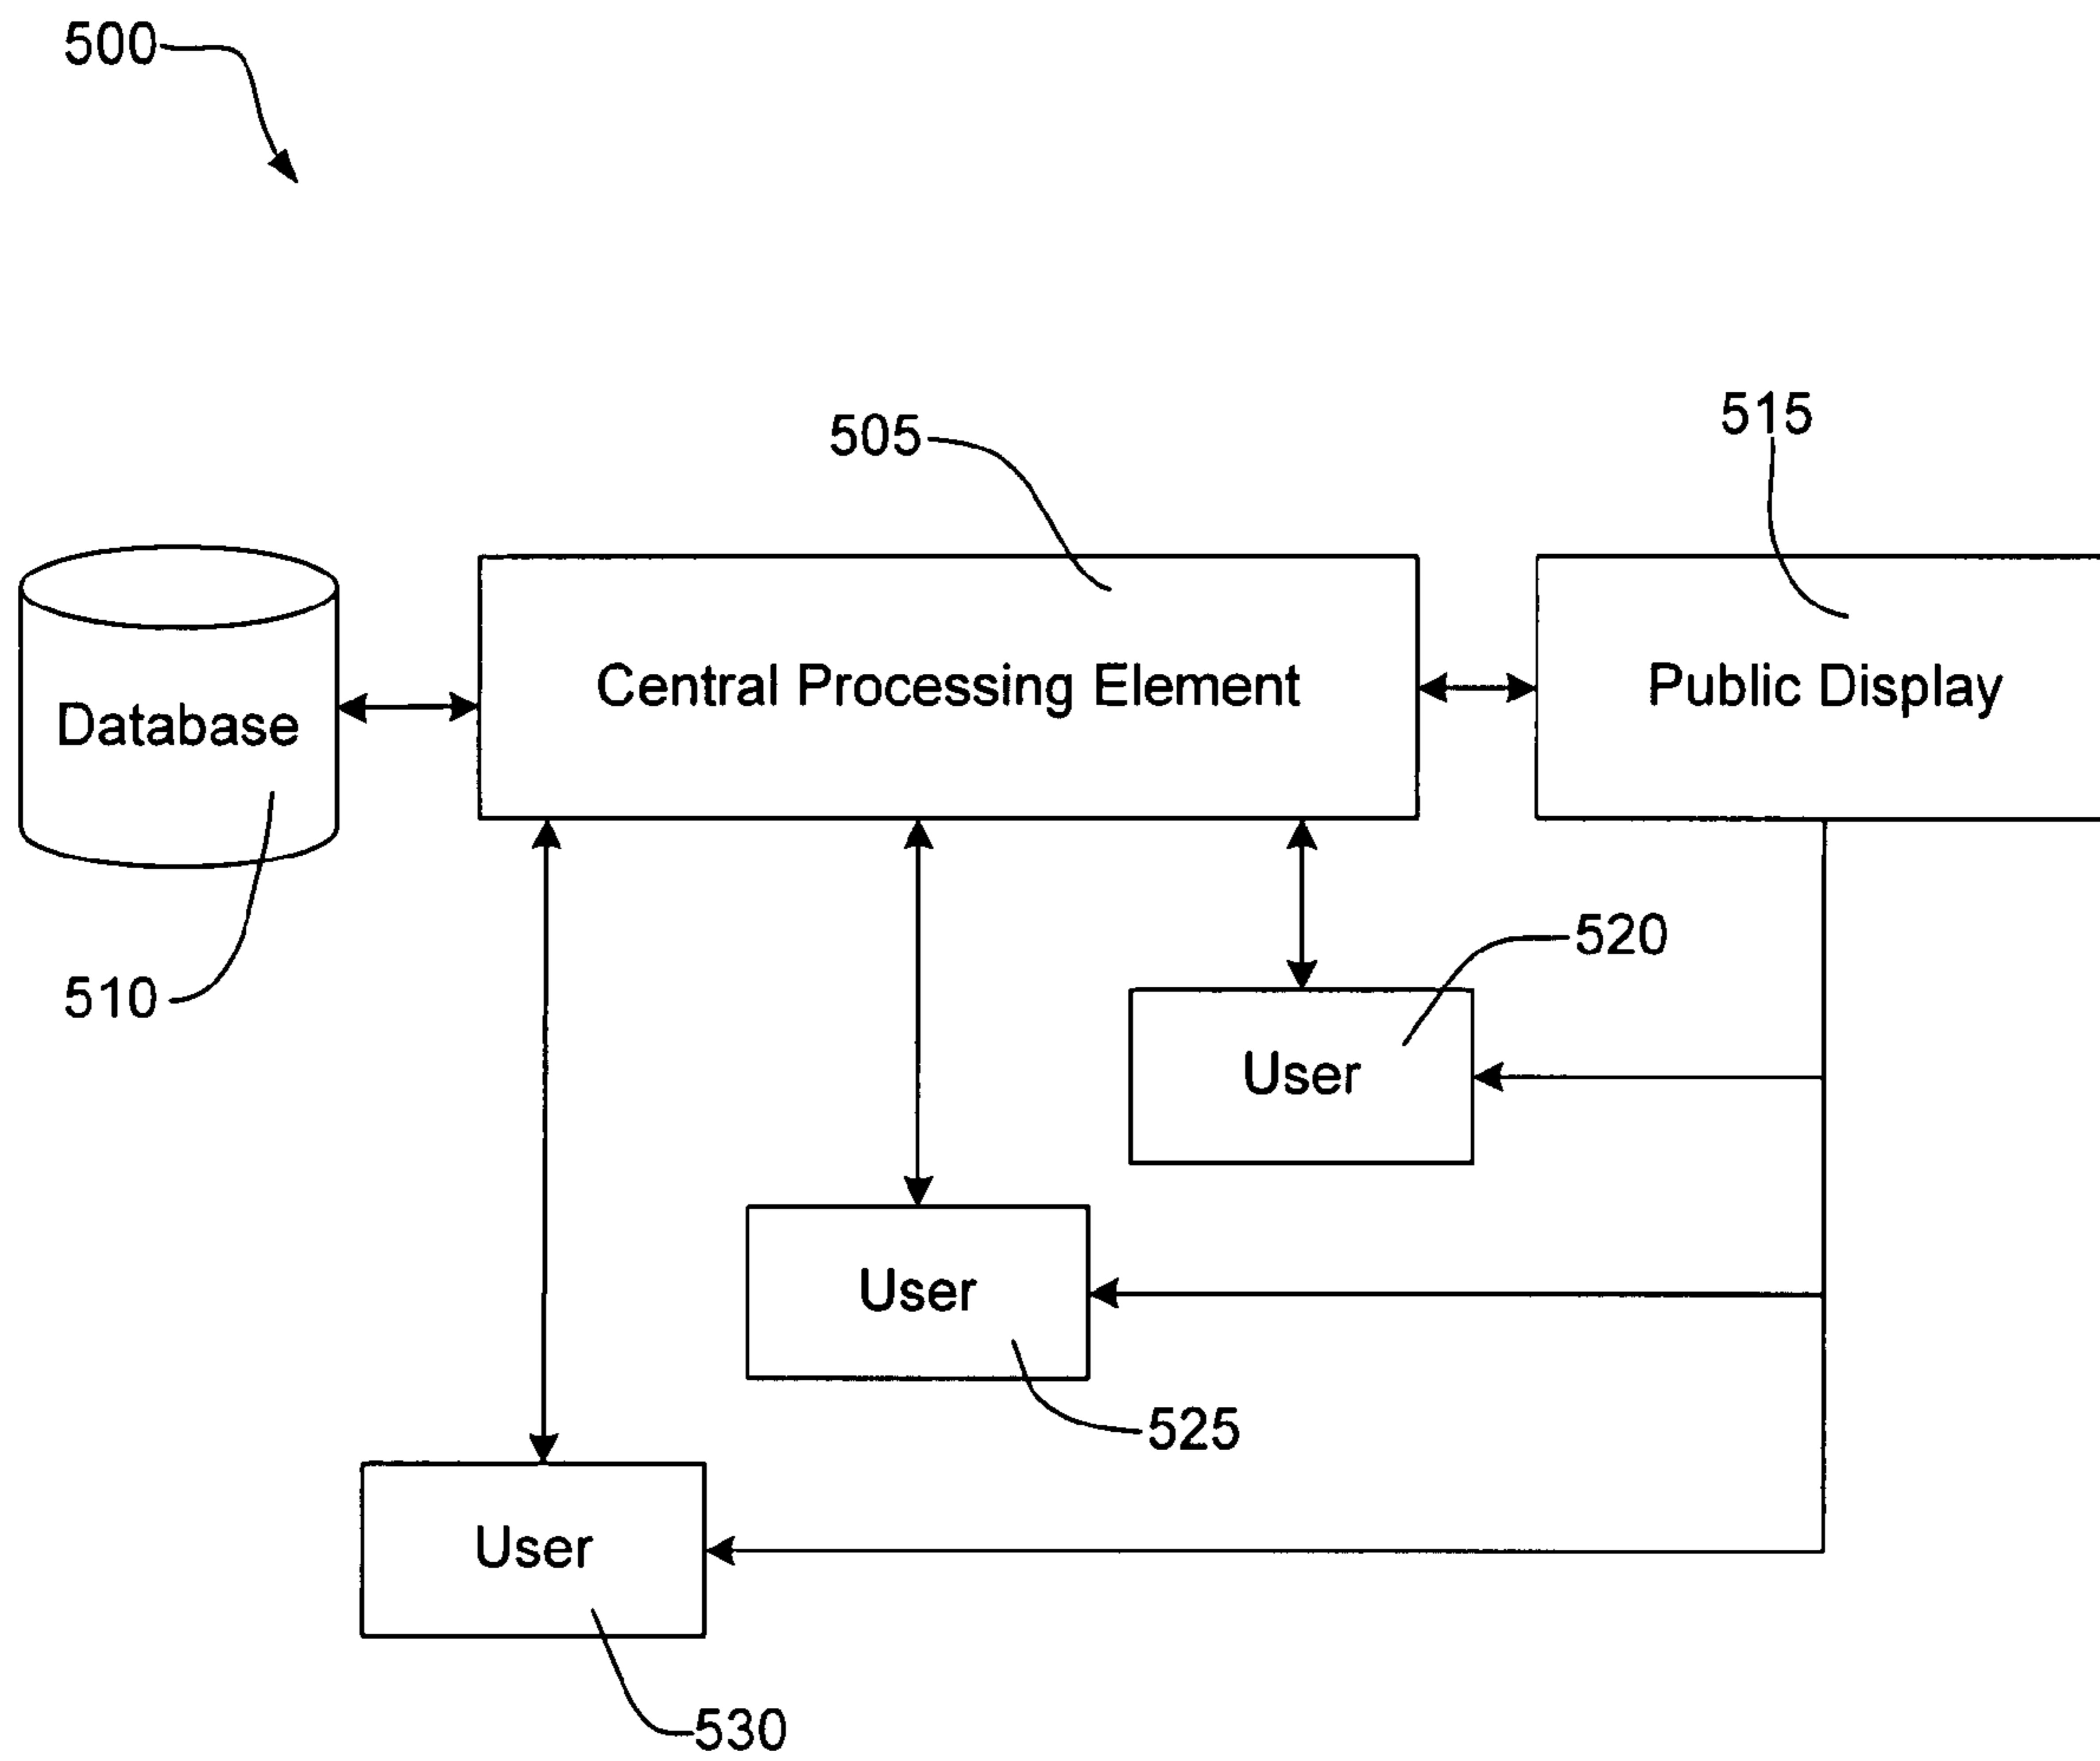 500
505
515
Database
Central Processing Element
Public Display
510
520
User
User
525
User
530